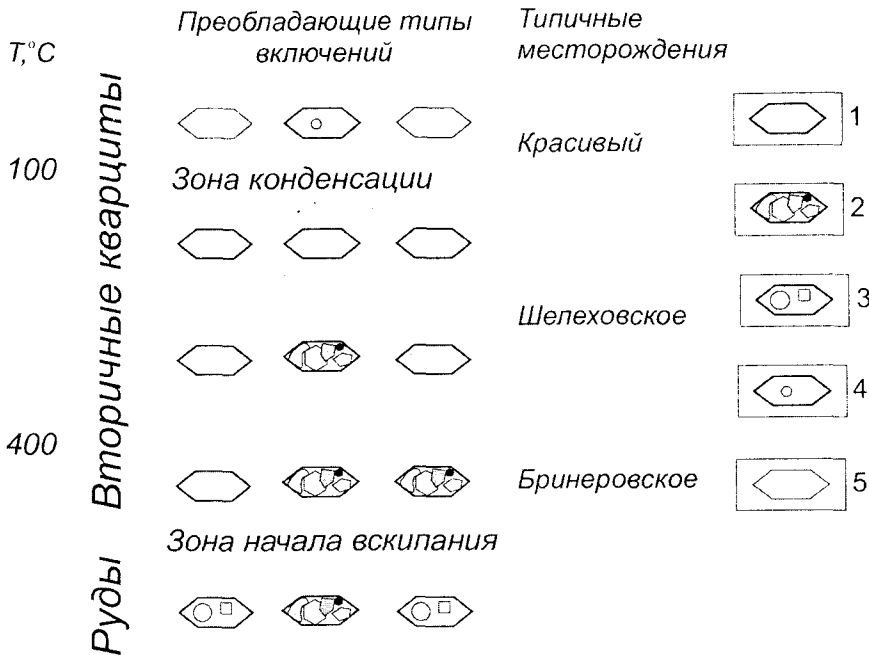 Преобладающие типы
включений
Типичные
месторождения
T,°C
Вторичные кварциты
1
Красивый
100
Зона конденсации
2
3
Шелеховское
4
400
Бринеровское
5
Зона начала вскипания
Руды